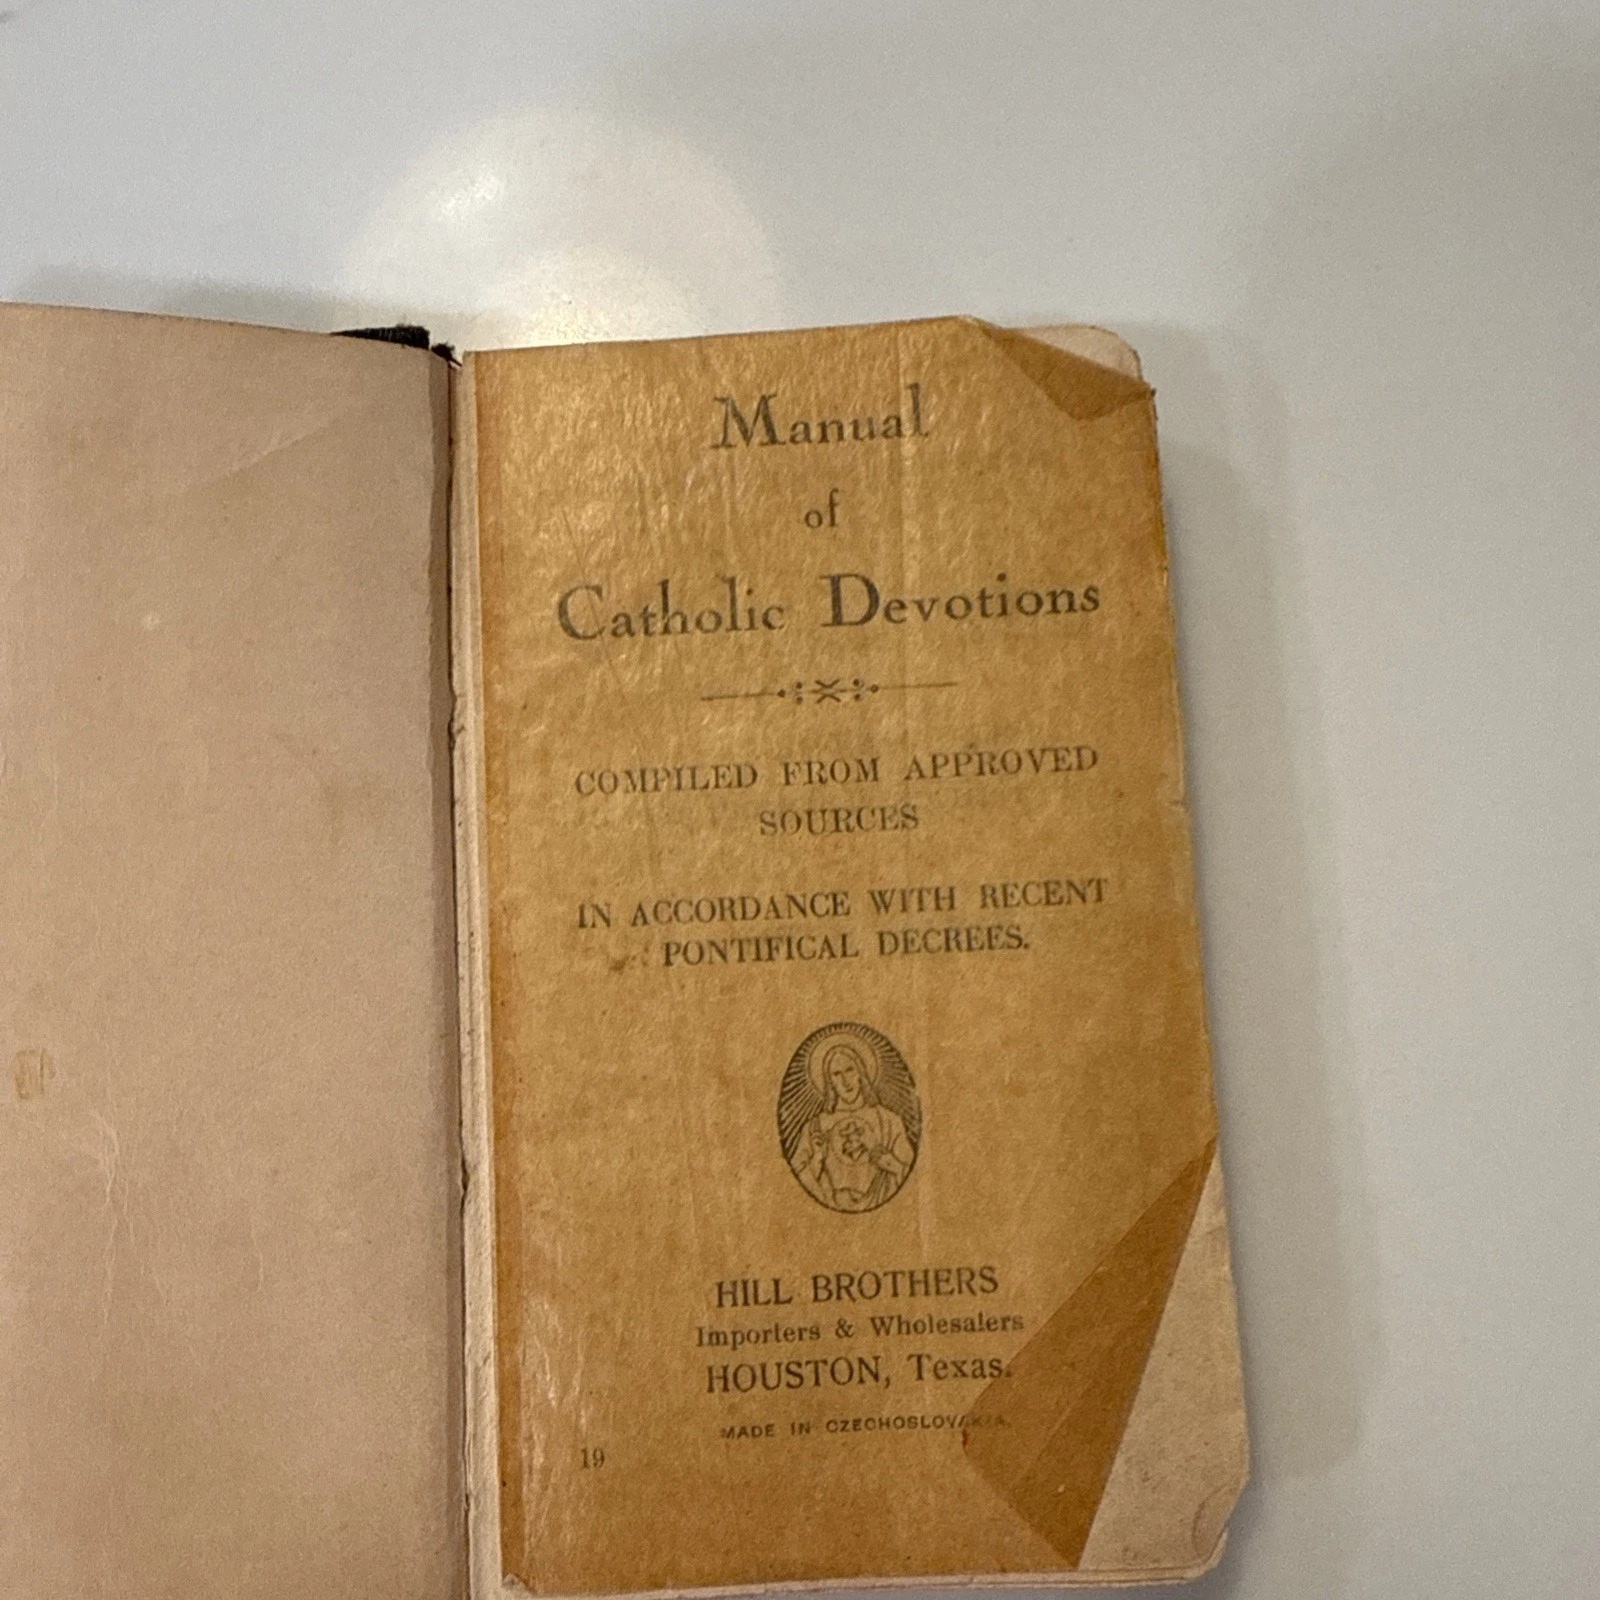 Manual
of
Catholic Devotions
COMPILED FROM APPROVED
SOURCES
IN ACCORDANCE WITH RECENT
PONTIFICAL DECREES.
HILL BROTHERS
Importers & Wholesalers
HOUSTON, Texas.
MADE IN CZECHOSLOVAKIA.
19